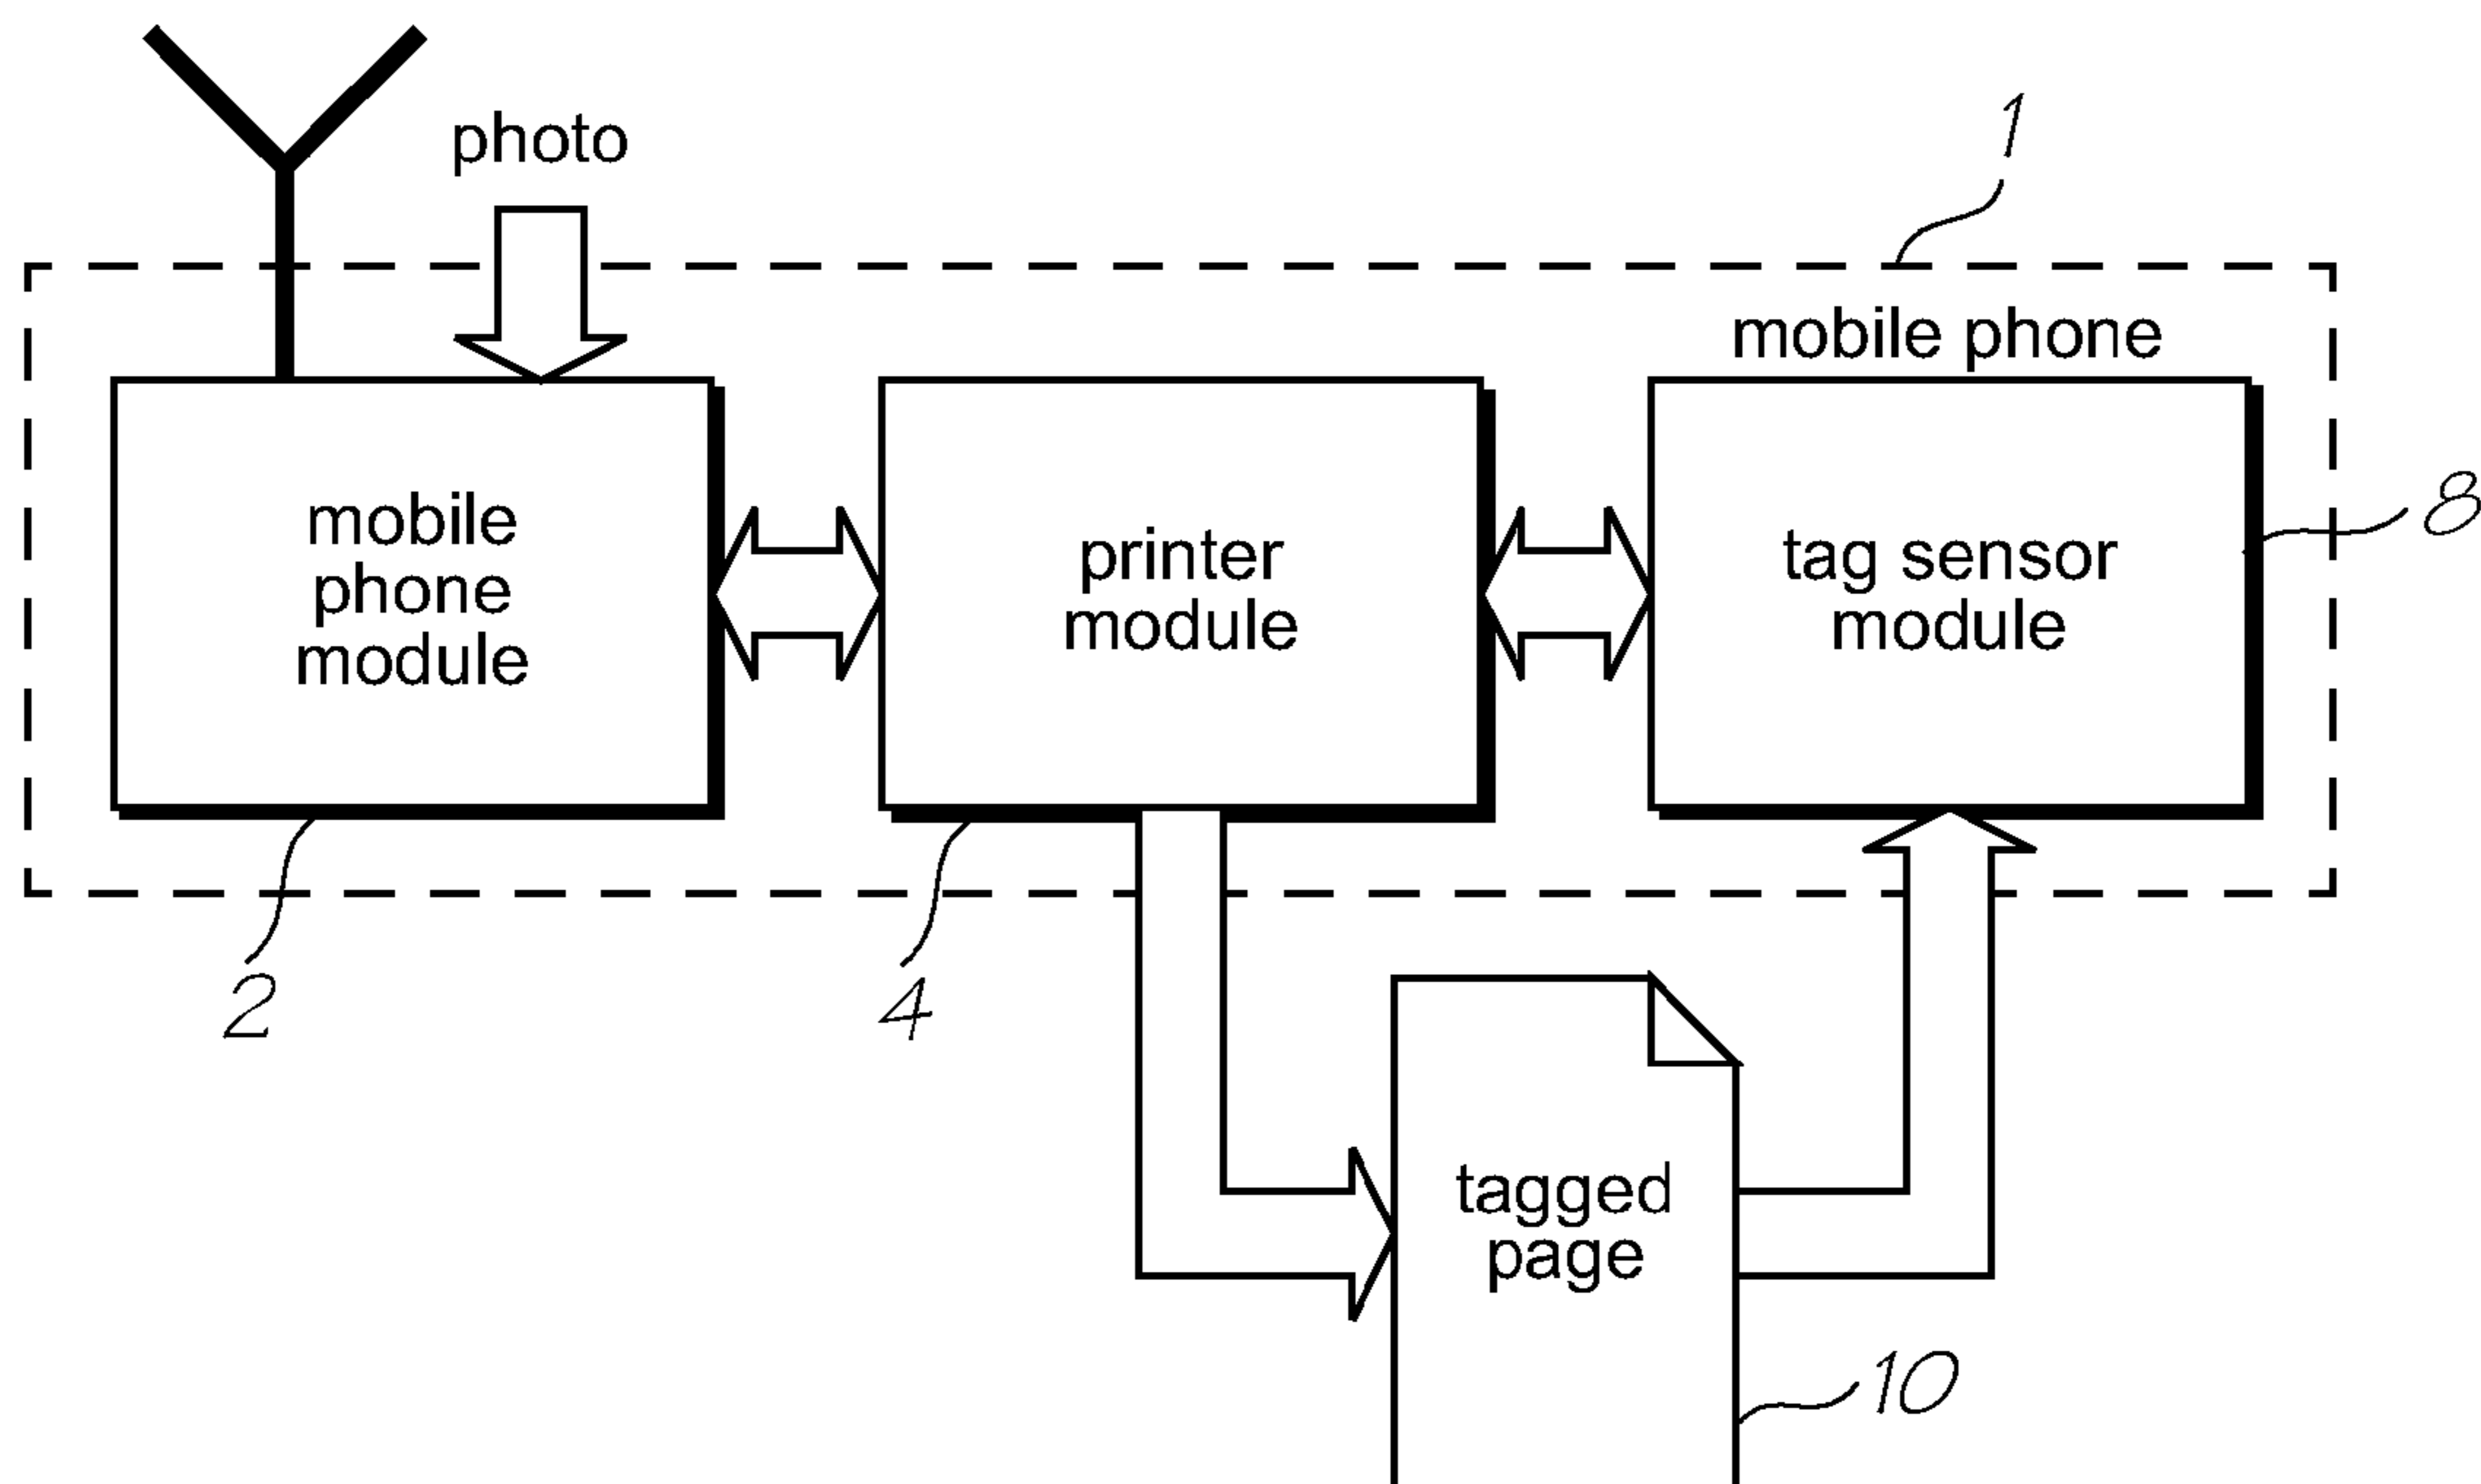 photo
1
mobile phone
mobile
phone
module
printer
module
tag sensor
module
8
2
4
tagged
page
10